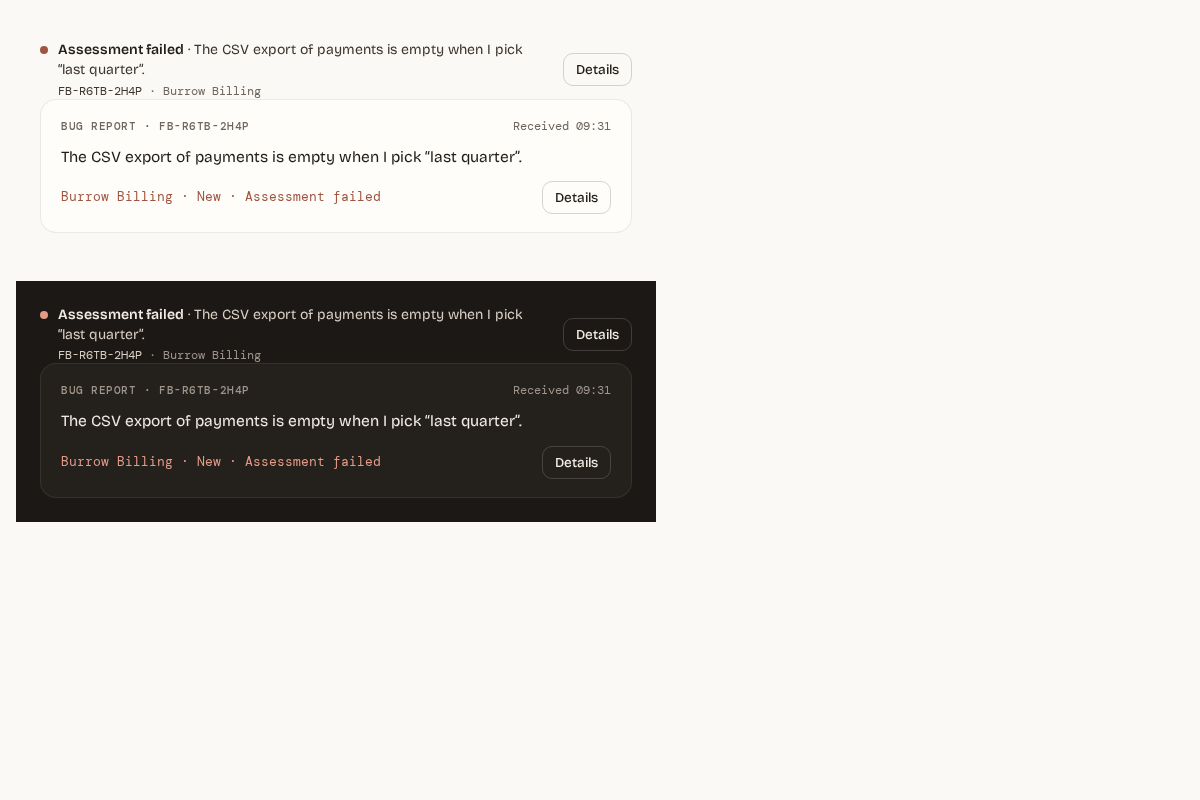 Assessment failed · The CSV export of payments is empty when I pick
“last quarter”.
Details
FB-R6TB-2H4P · Burrow Billing
BUG REPORT · FB-R6TB-2H4P
Received 09:31
The CSV export of payments is empty when I pick “last quarter”.
Burrow Billing · New · Assessment failed
Details
Assessment failed · The CSV export of payments is empty when I pick
“last quarter”.
Details
FB-R6TB-2H4P · Burrow Billing
BUG REPORT · FB-R6TB-2H4P
Received 09:31
The CSV export of payments is empty when I pick “last quarter”.
Burrow Billing · New · Assessment failed
Details